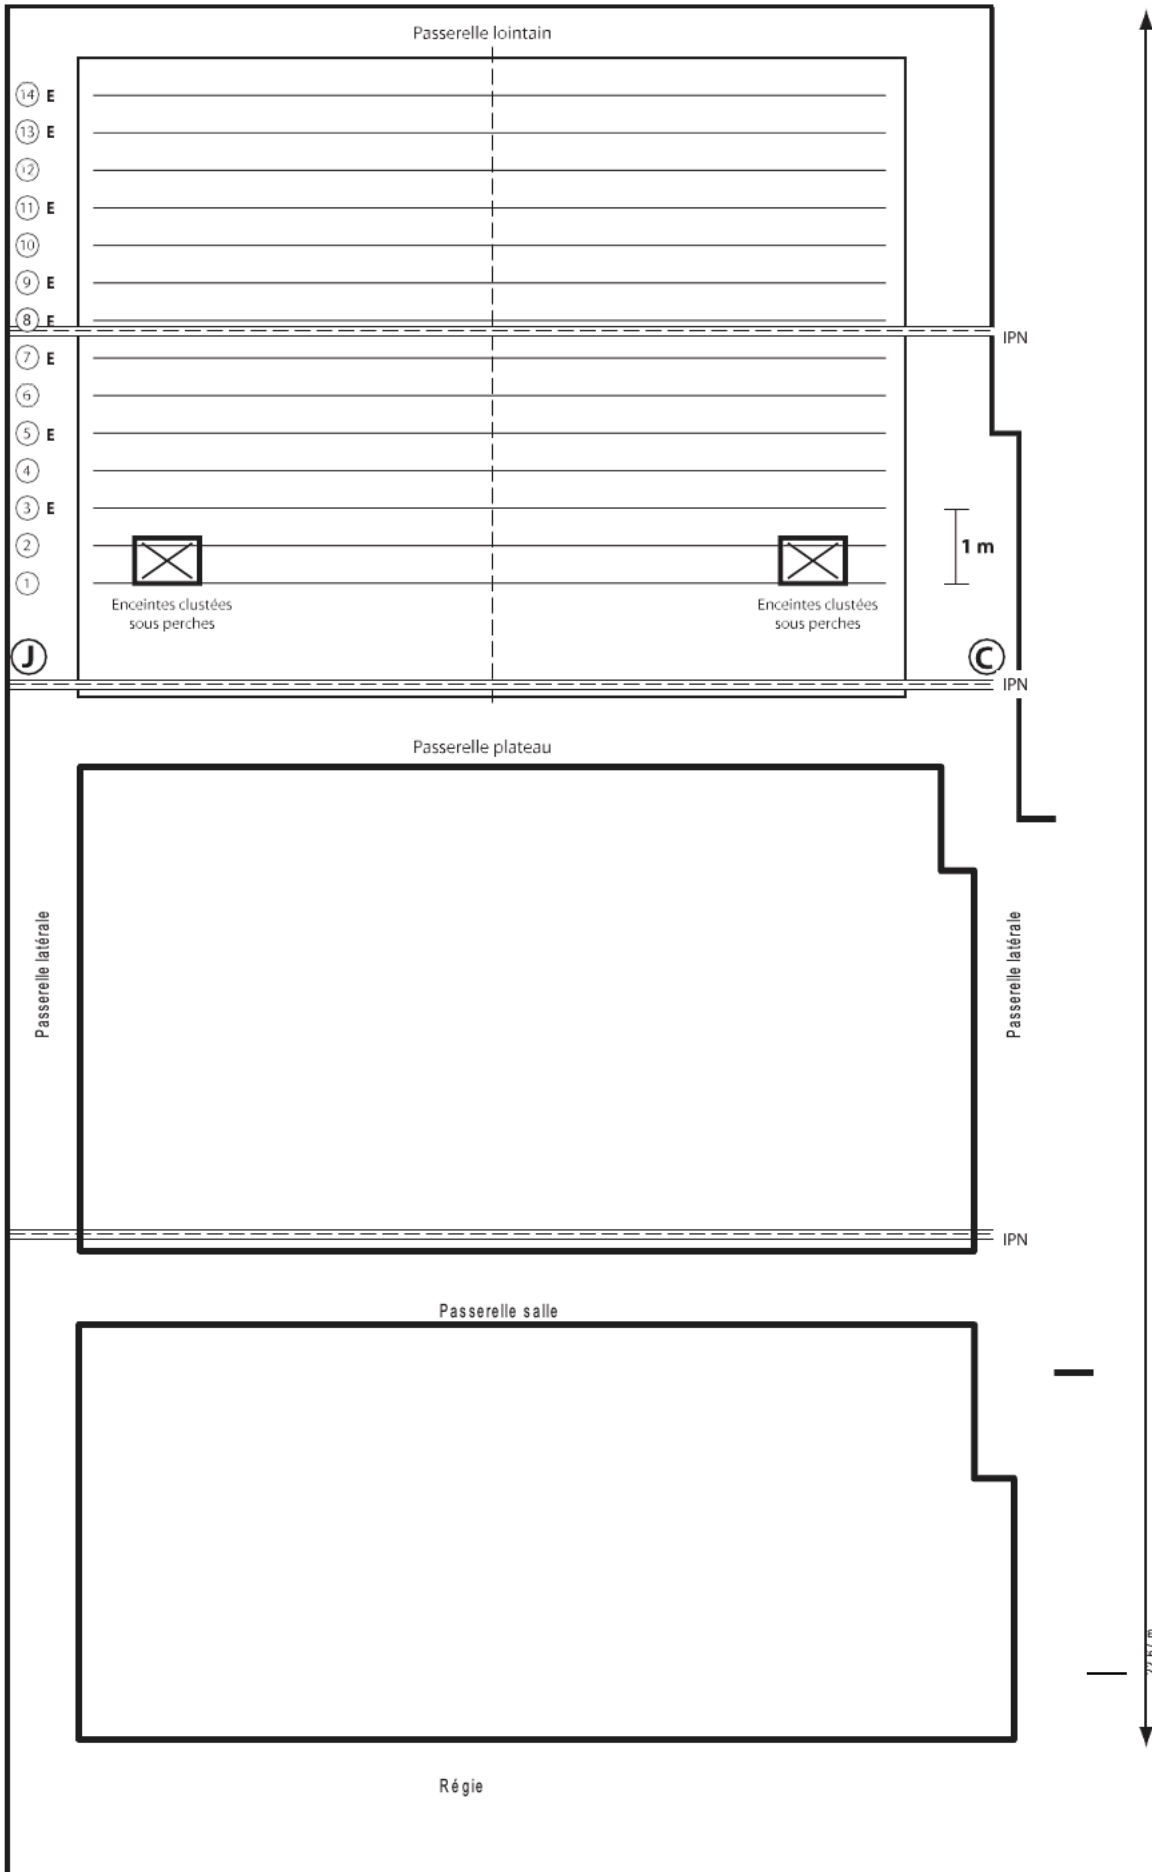 Passerelle lointain
14 E
13 E
12
11 E
10
9 E
8 E
IPN
7 E
6
5 E
4
3 E
2
1 m
1
Enceintes clustées
sous perches
Enceintes clustées
sous perches
J
C
IPN
Passerelle plateau
Passerelle latérale
Passerelle latérale
IPN
Passerelle salle
Régie